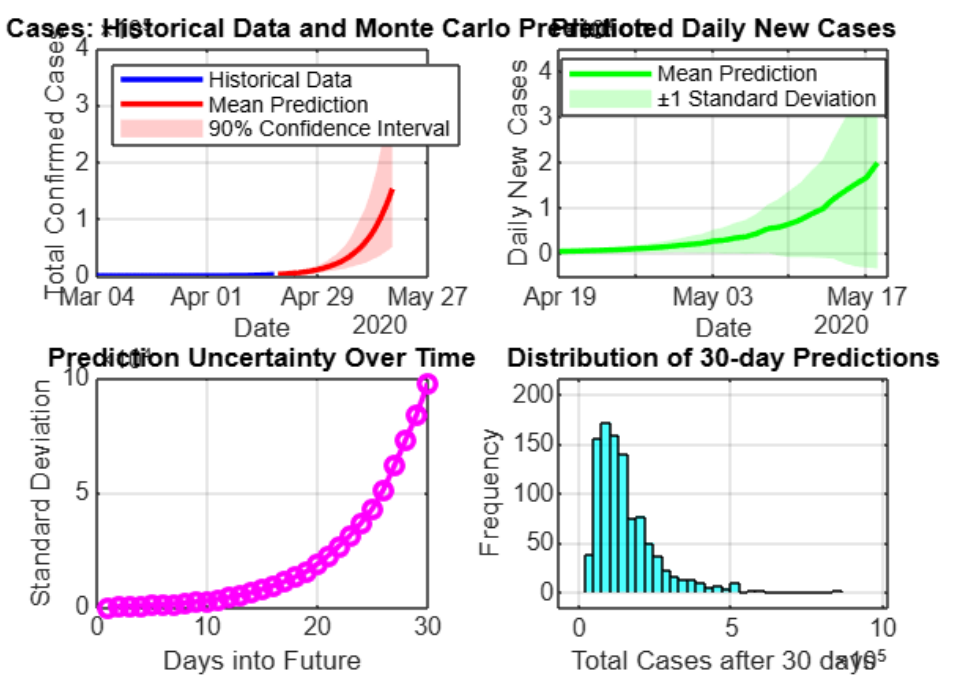 Cases: Historical Data and Monte Carlo Prediction
Total Confirmed Cases
4
3
2
1
0
Historical Data
Mean Prediction
90% Confidence Interval
Mar 04
Apr 01
Apr 29
May 27
Date
2020
Predicted Daily New Cases
Daily New Cases
4
3
2
1
0
Mean Prediction
±1 Standard Deviation
Apr 19
May 03
May 17
Date
2020
Prediction Uncertainty Over Time
Standard Deviation
10
5
0
0
10
20
30
Days into Future
Distribution of 30-day Predictions
Frequency
200
150
100
50
0
0
5
10
Total Cases after 30 days
×10⁵